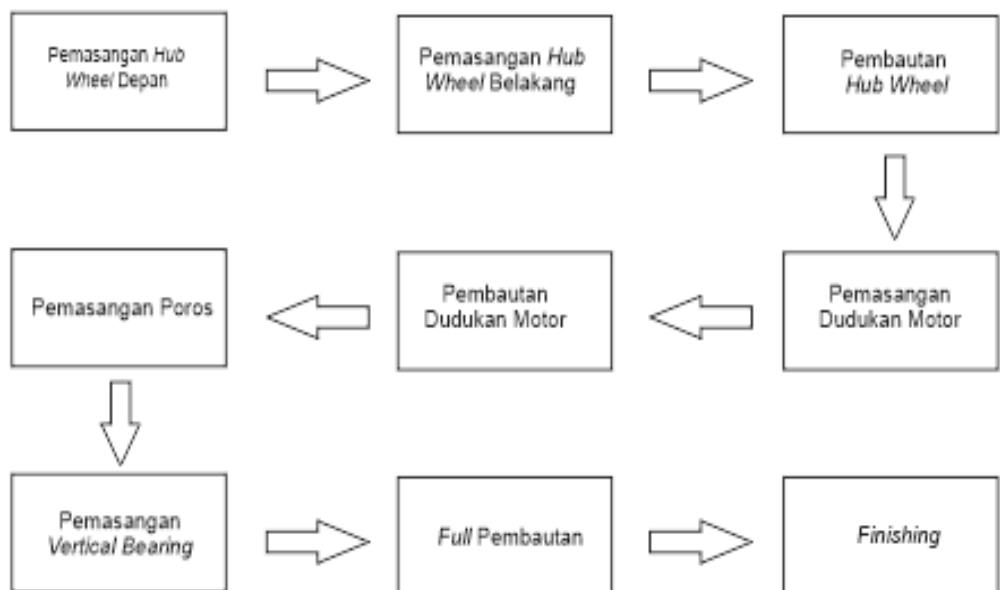 Pemasangan Hub
Wheel Depan
Pemasangan Hub
Wheel Belakang
Pembautan
Hub Wheel
Pemasangan
Dudukan Motor
Pembautan
Dudukan Motor
Pemasangan Poros
Pemasangan
Vertical Bearing
Full Pembautan
Finishing